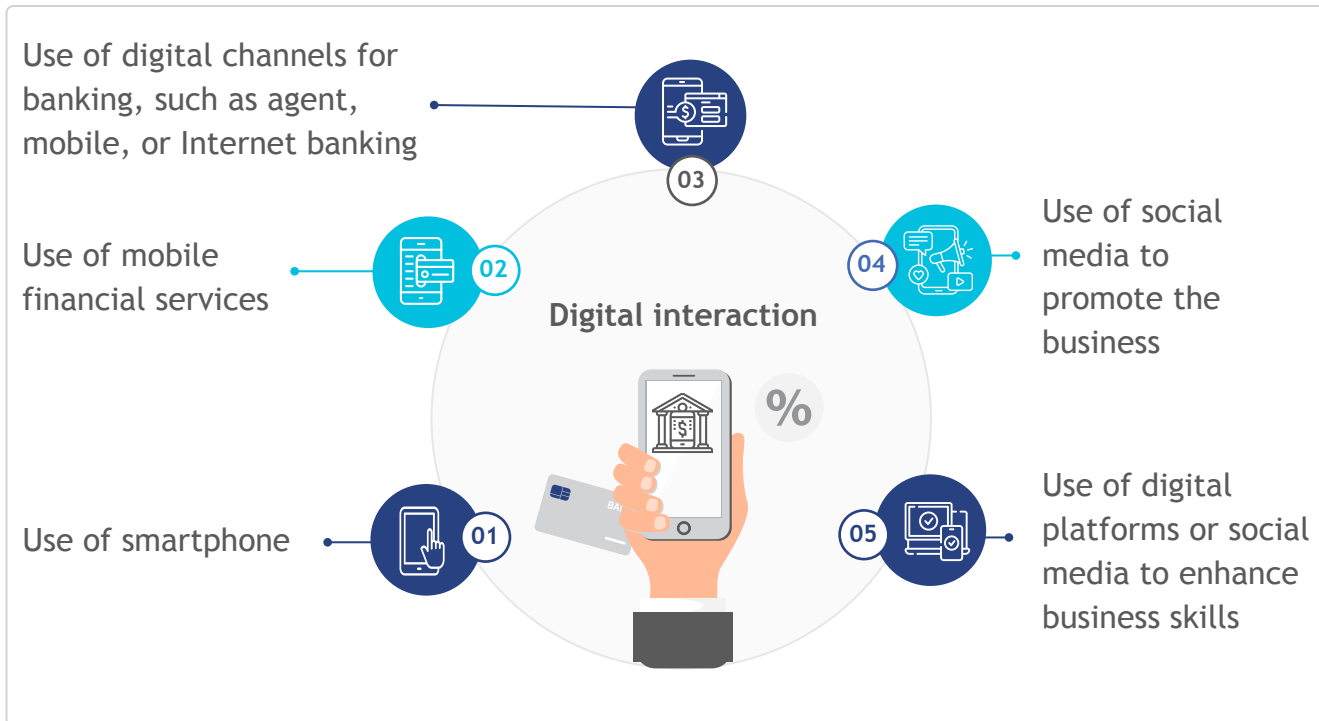 Use of digital channels for
banking, such as agent,
mobile, or Internet banking
03
Use of mobile
financial services
02
04
Use of social
media to
promote the
business
Digital interaction
%
$
Use of smartphone
01
05
Use of digital
platforms or social
media to enhance
business skills